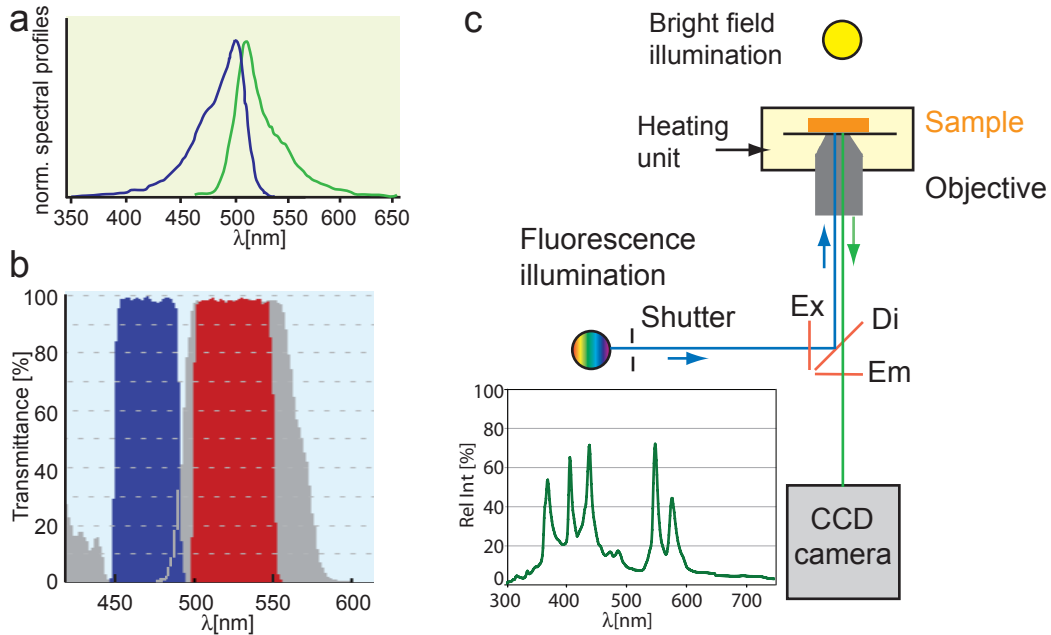 a
norm. spectral profiles
350 400 450 500 550 600 650
λ[nm]
b
Transmittance [%]
100
80
60
40
20
0
450 500 550 600
λ[nm]
c
Bright field
illumination
Heating
unit
Sample
Objective
Fluorescence
illumination
Shutter
Ex
Di
Em
CCD
camera
Rel Int [%]
100
80
60
40
20
0
300 400 500 600 700
λ[nm]